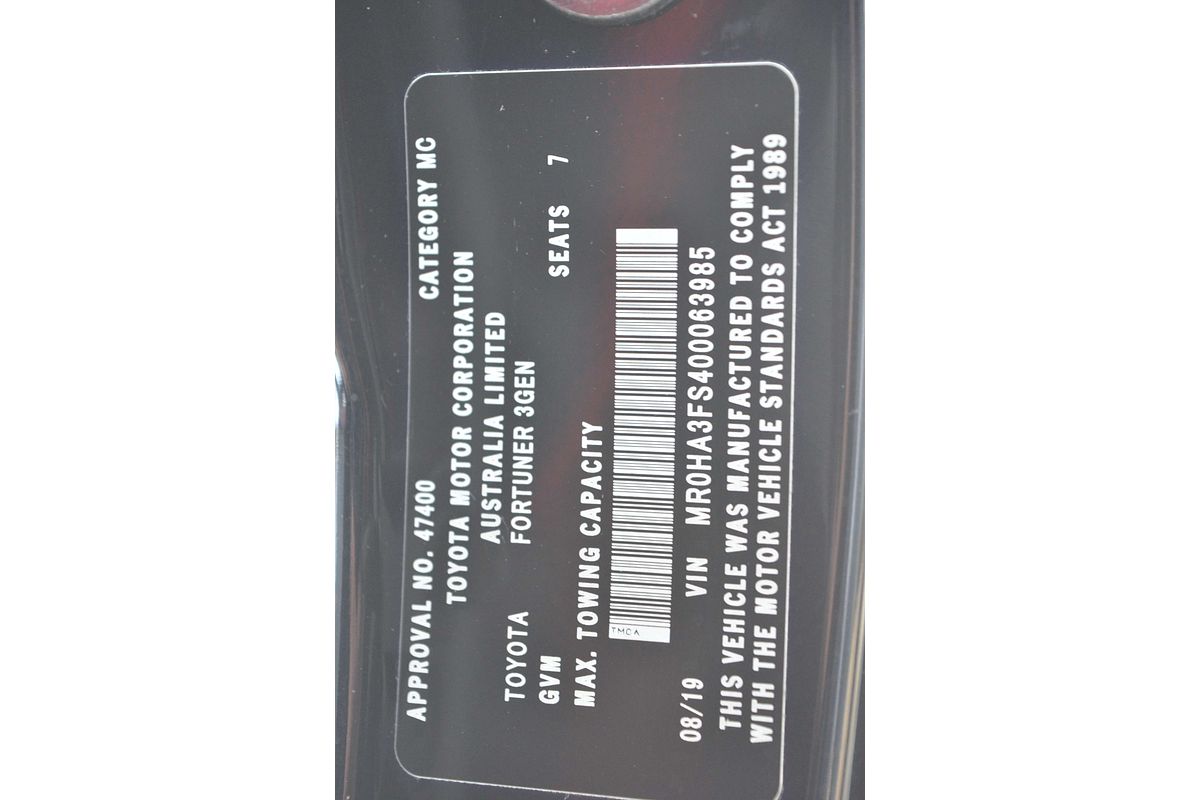 APPROVAL NO. 47400 CATEGORY MC
TOYOTA MOTOR CORPORATION
AUSTRALIA LIMITED
TOYOTA FORTUNER 3GEN
GVM SEATS 7
MAX. TOWING CAPACITY
TMCA
08/19 VIN MR0HA3FS400063985
THIS VEHICLE WAS MANUFACTURED TO COMPLY
WITH THE MOTOR VEHICLE STANDARDS ACT 1989